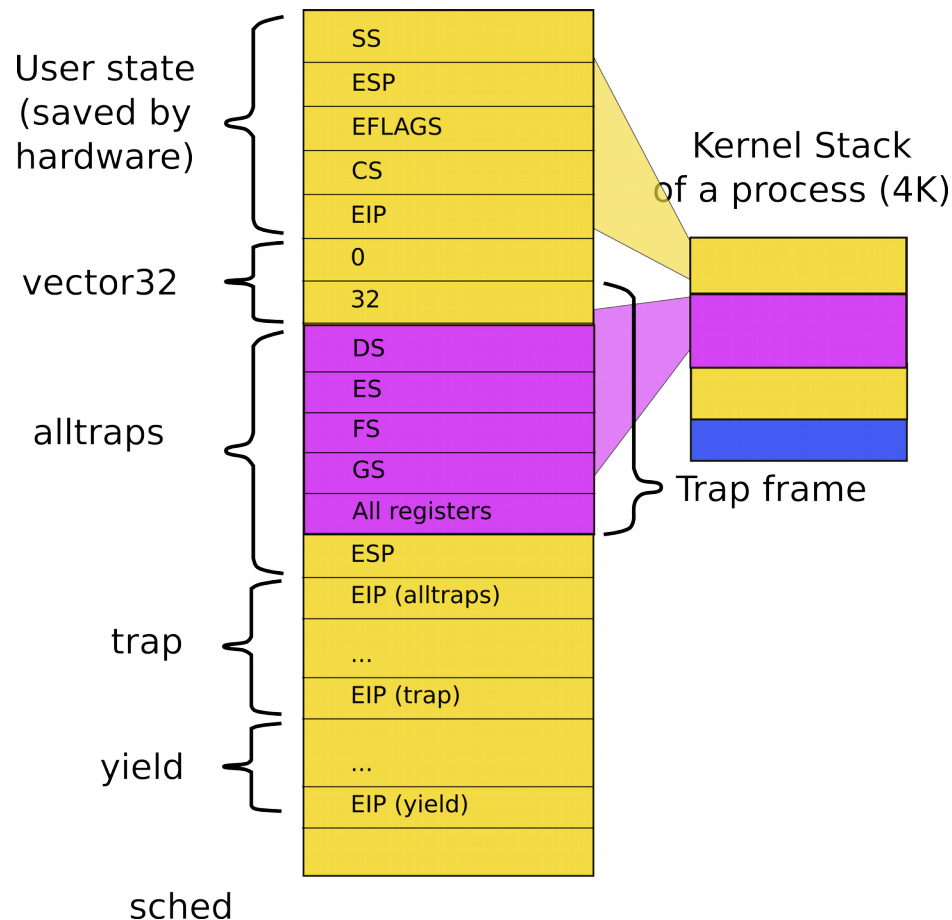 User state
(saved by
hardware)
vector32
alltraps
trap
yield
sched
SS
ESP
EFLAGS
CS
EIP
0
32
DS
ES
FS
GS
All registers
ESP
EIP (alltraps)
...
EIP (trap)
...
EIP (yield)
Kernel Stack
of a process (4K)
Trap frame